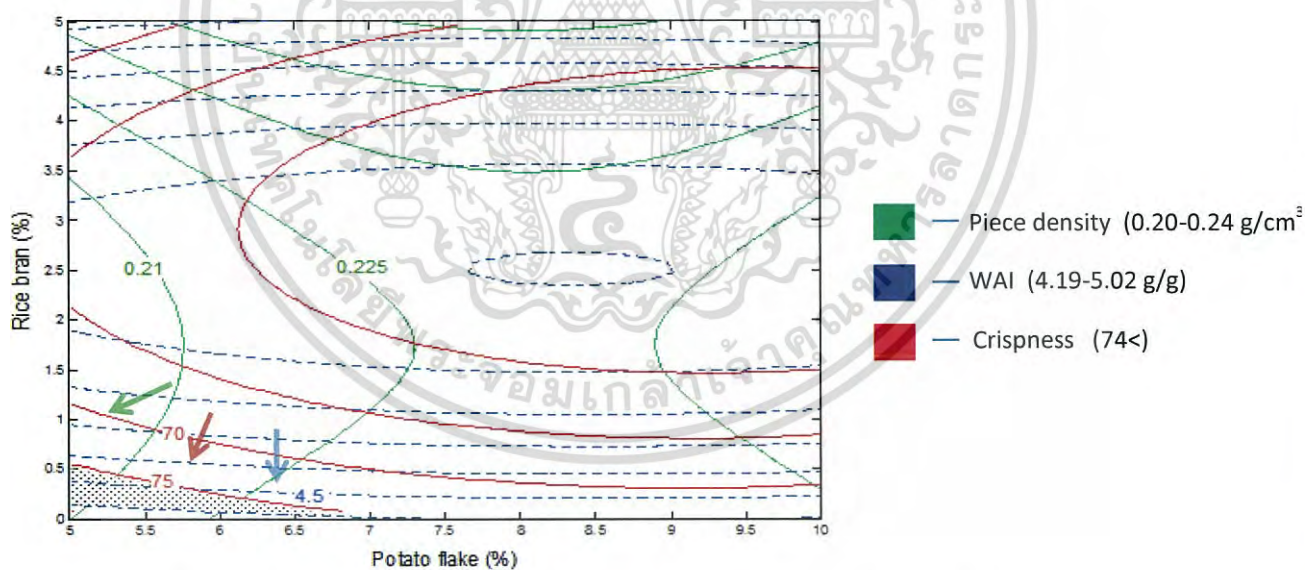 5
4.5
4
3.5
3
2.5
2
1.5
1
0.5
0
Rice bran (%)
0.21
0.225
70
75
4.5
5 5.5 6 6.5 7 7.5 8 8.5 9 9.5 10
Potato flake (%)
Piece density (0.20-0.24 g/cm³
WAI (4.19-5.02 g/g)
Crispness (74<)